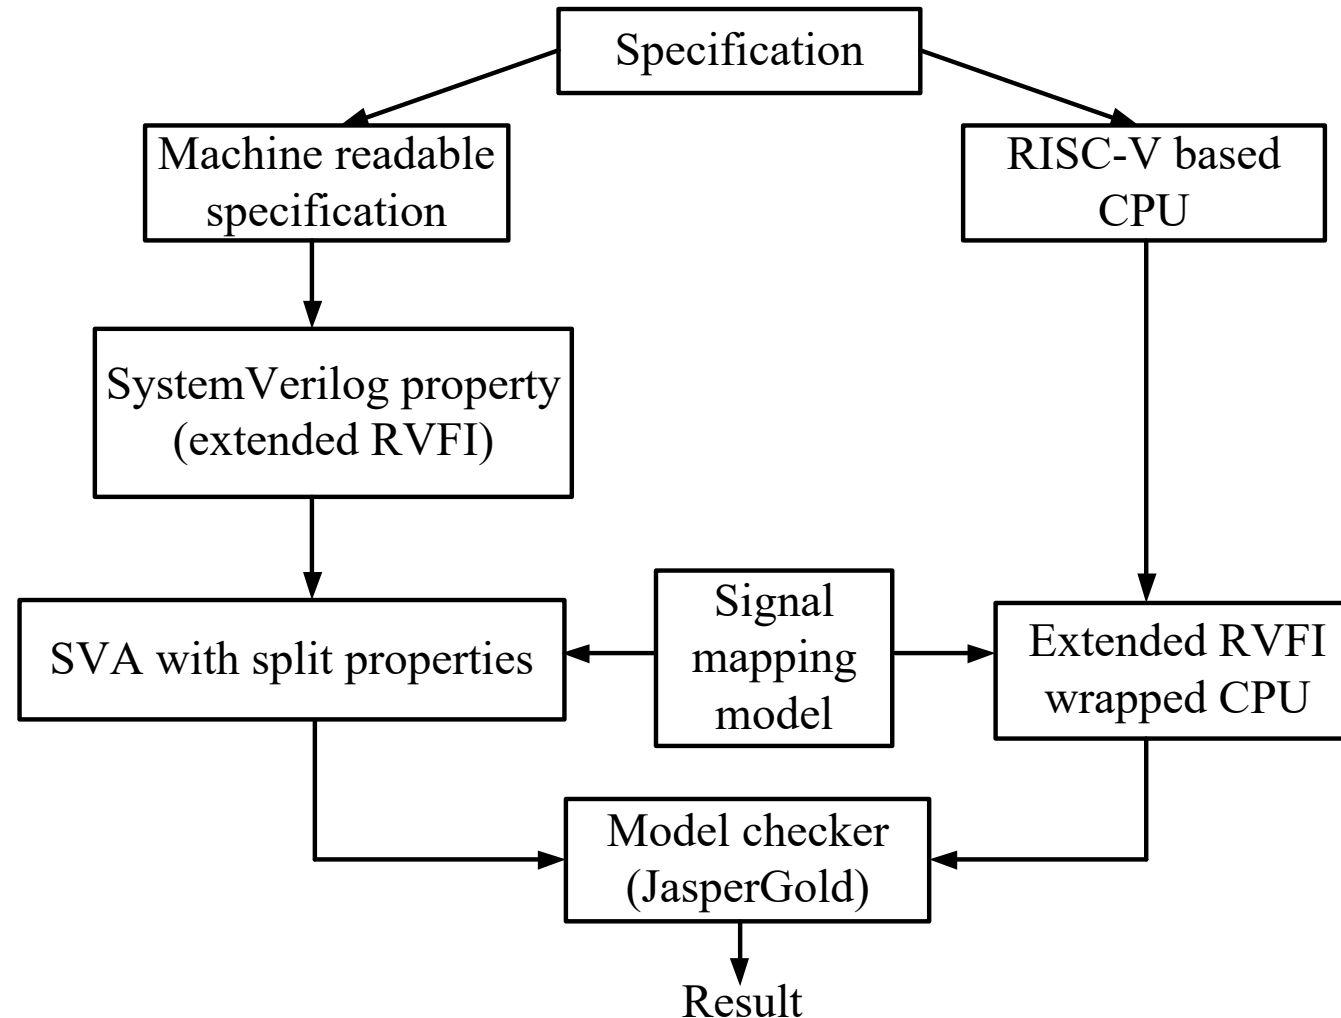 Specification
Machine readable
specification
RISC-V based
CPU
SystemVerilog property
(extended RVFI)
SVA with split properties
Signal
mapping
model
Extended RVFI
wrapped CPU
Model checker
(JasperGold)
Result